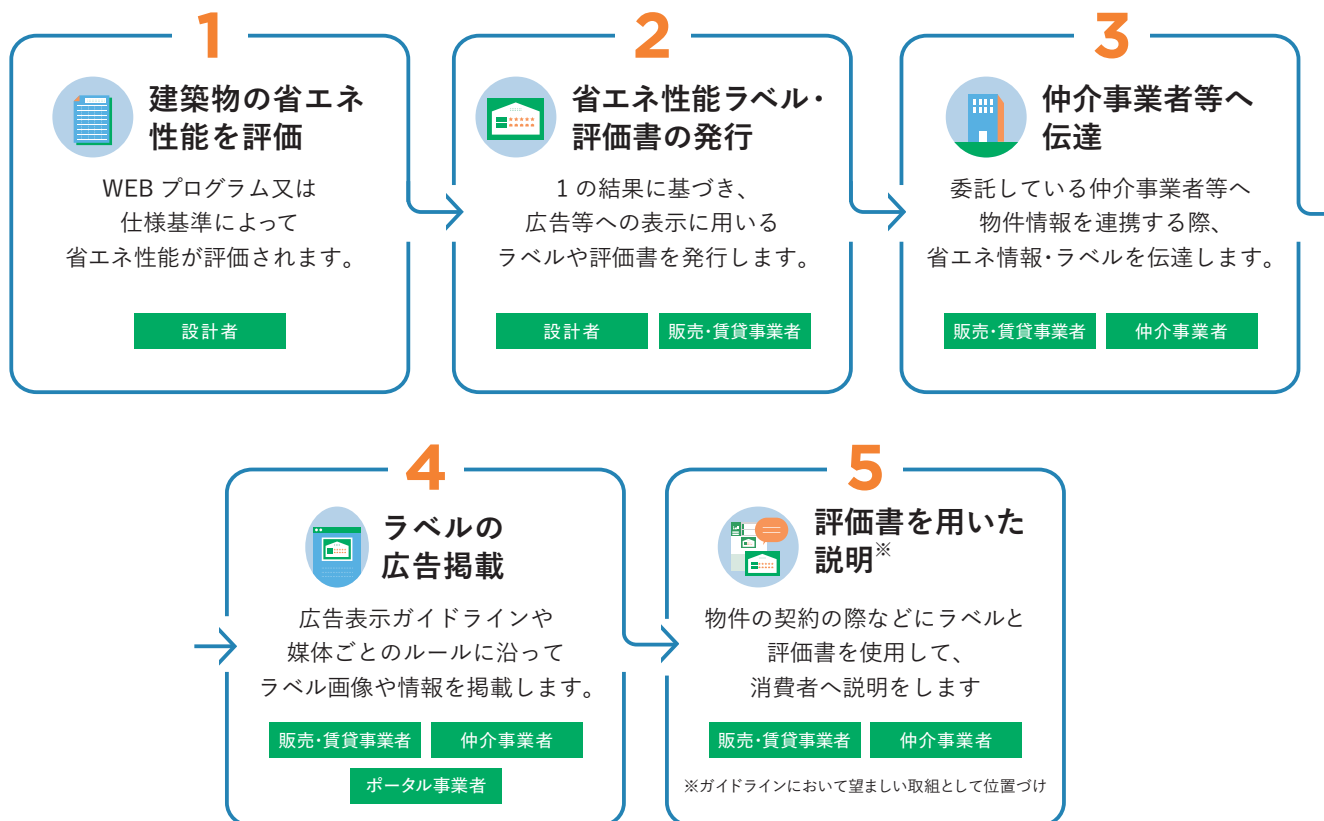 1
建築物の省エネ
性能を評価
WEB プログラム又は
仕様基準によって
省エネ性能が評価されます。
設計者
2
省エネ性能ラベル・
評価書の発行
1 の結果に基づき、
広告等への表示に用いる
ラベルや評価書を発行します。
設計者
販売・賃貸事業者
3
仲介事業者等へ
伝達
委託している仲介事業者等へ
物件情報を連携する際、
省エネ情報・ラベルを伝達します。
販売・賃貸事業者
仲介事業者
4
ラベルの
広告掲載
広告表示ガイドラインや
媒体ごとのルールに沿って
ラベル画像や情報を掲載します。
販売・賃貸事業者
仲介事業者
ポータル事業者
5
評価書を用いた
説明※
物件の契約の際などにラベルと
評価書を使用して、
消費者へ説明をします
販売・賃貸事業者
仲介事業者
※ガイドラインにおいて望ましい取組として位置づけ